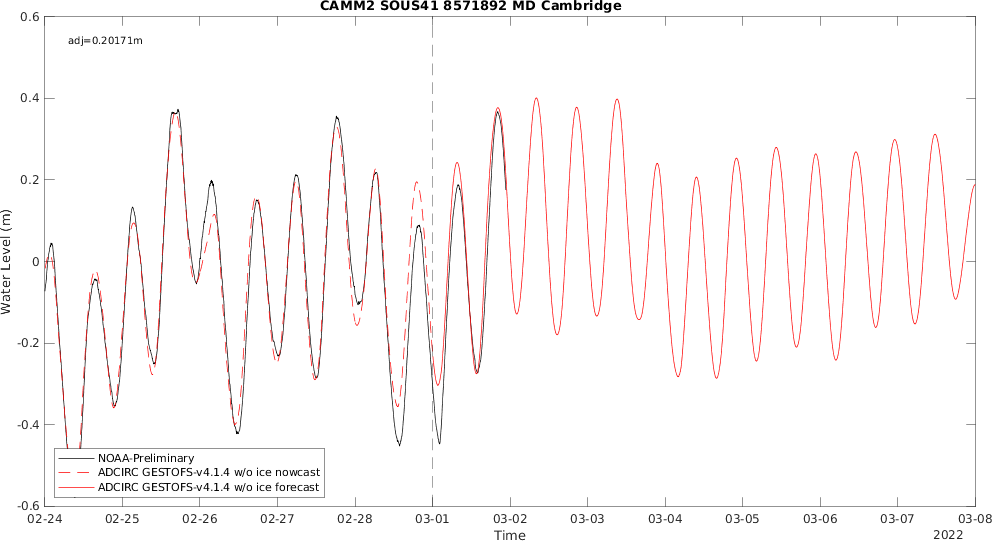 CAMM2 SOUS41 8571892 MD Cambridge
adj=0.20171m
0.6
0.4
0.2
0
-0.2
-0.4
-0.6
Water Level (m)
NOAA-Preliminary
ADCIRC GESTOFS-v4.1.4 w/o ice nowcast
ADCIRC GESTOFS-v4.1.4 w/o ice forecast
02-24 02-25 02-26 02-27 02-28 03-01 03-02 03-03 03-04 03-05 03-06 03-07 03-08
Time
2022